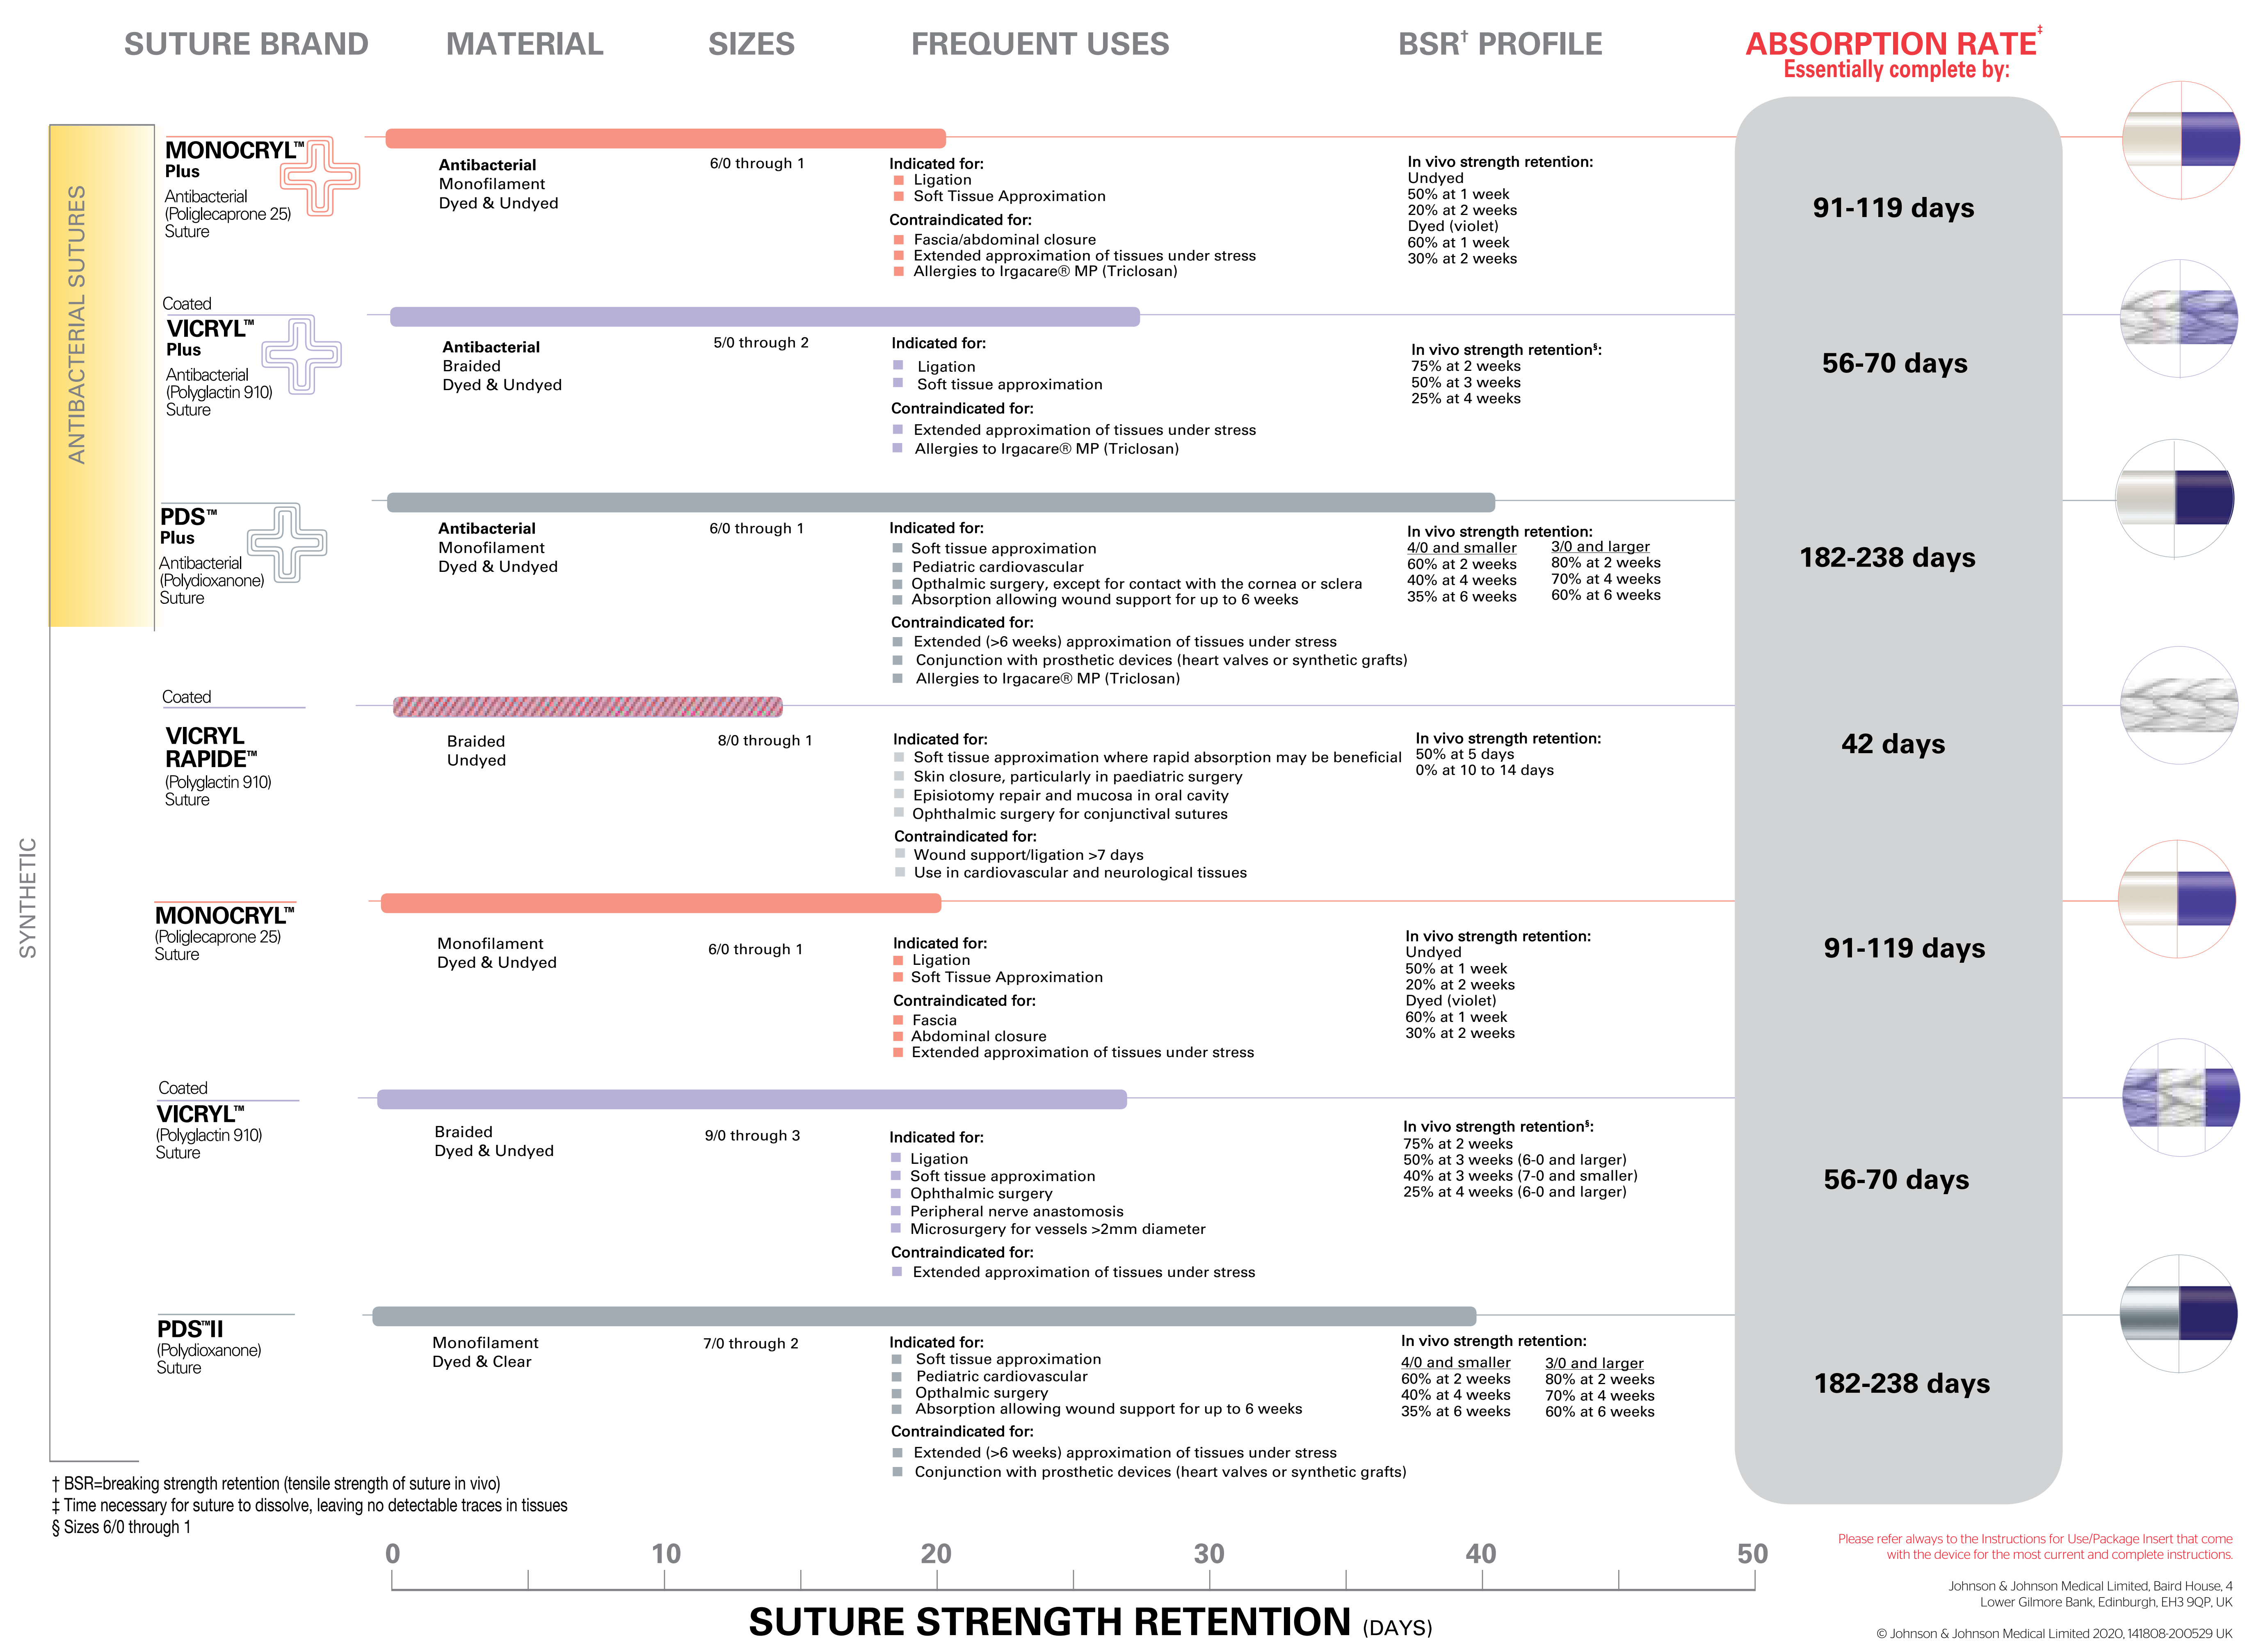 SUTURE BRAND MATERIAL SIZES FREQUENT USES BSR† PROFILE ABSORPTION RATE‡
Essentially complete by:
SYNTHETIC
ANTIBACTERIAL SUTURES
MONOCRYL™
Plus
Antibacterial
(Poliglecaprone 25)
Suture
Antibacterial
Monofilament
Dyed & Undyed
6/0 through 1
Indicated for:
Ligation
Soft Tissue Approximation
Contraindicated for:
Fascia/abdominal closure
Extended approximation of tissues under stress
Allergies to Irgacare® MP (Triclosan)
In vivo strength retention:
Undyed
50% at 1 week
20% at 2 weeks
Dyed (violet)
60% at 1 week
30% at 2 weeks
91-119 days
Coated
VICRYL™
Plus
Antibacterial
(Polyglactin 910)
Suture
Antibacterial
Braided
Dyed & Undyed
5/0 through 2
Indicated for:
Ligation
Soft tissue approximation
Contraindicated for:
Extended approximation of tissues under stress
Allergies to Irgacare® MP (Triclosan)
In vivo strength retention§:
75% at 2 weeks
50% at 3 weeks
25% at 4 weeks
56-70 days
PDS™
Plus
Antibacterial
(Polydioxanone)
Suture
Antibacterial
Monofilament
Dyed & Undyed
6/0 through 1
Indicated for:
Soft tissue approximation
Pediatric cardiovascular
Opthalmic surgery, except for contact with the cornea or sclera
Absorption allowing wound support for up to 6 weeks
Contraindicated for:
Extended (>6 weeks) approximation of tissues under stress
Conjunction with prosthetic devices (heart valves or synthetic grafts)
Allergies to Irgacare® MP (Triclosan)
In vivo strength retention:
4/0 and smaller 3/0 and larger
60% at 2 weeks 80% at 2 weeks
40% at 4 weeks 70% at 4 weeks
35% at 6 weeks 60% at 6 weeks
182-238 days
Coated
VICRYL
RAPIDE™
(Polyglactin 910)
Suture
Braided
Undyed
8/0 through 1
Indicated for:
Soft tissue approximation where rapid absorption may be beneficial
Skin closure, particularly in paediatric surgery
Episiotomy repair and mucosa in oral cavity
Ophthalmic surgery for conjunctival sutures
Contraindicated for:
Wound support/ligation >7 days
Use in cardiovascular and neurological tissues
In vivo strength retention:
50% at 5 days
0% at 10 to 14 days
42 days
MONOCRYL™
(Poliglecaprone 25)
Suture
Monofilament
Dyed & Undyed
6/0 through 1
Indicated for:
Ligation
Soft Tissue Approximation
Contraindicated for:
Fascia
Abdominal closure
Extended approximation of tissues under stress
In vivo strength retention:
Undyed
50% at 1 week
20% at 2 weeks
Dyed (violet)
60% at 1 week
30% at 2 weeks
91-119 days
Coated
VICRYL™
(Polyglactin 910)
Suture
Braided
Dyed & Undyed
9/0 through 3
Indicated for:
Ligation
Soft tissue approximation
Ophthalmic surgery
Peripheral nerve anastomosis
Microsurgery for vessels >2mm diameter
Contraindicated for:
Extended approximation of tissues under stress
In vivo strength retention§:
75% at 2 weeks
50% at 3 weeks (6-0 and larger)
40% at 3 weeks (7-0 and smaller)
25% at 4 weeks (6-0 and larger)
56-70 days
PDS™II
(Polydioxanone)
Suture
Monofilament
Dyed & Clear
7/0 through 2
Indicated for:
Soft tissue approximation
Pediatric cardiovascular
Opthalmic surgery
Absorption allowing wound support for up to 6 weeks
Contraindicated for:
Extended (>6 weeks) approximation of tissues under stress
Conjunction with prosthetic devices (heart valves or synthetic grafts)
In vivo strength retention:
4/0 and smaller 3/0 and larger
60% at 2 weeks 80% at 2 weeks
40% at 4 weeks 70% at 4 weeks
35% at 6 weeks 60% at 6 weeks
182-238 days
† BSR=breaking strength retention (tensile strength of suture in vivo)
‡ Time necessary for suture to dissolve, leaving no detectable traces in tissues
§ Sizes 6/0 through 1
0 10 20 30 40 50
SUTURE STRENGTH RETENTION (DAYS)
Please refer always to the Instructions for Use/Package Insert that come
with the device for the most current and complete instructions.
Johnson & Johnson Medical Limited, Baird House, 4
Lower Gilmore Bank, Edinburgh, EH3 9QP, UK
© Johnson & Johnson Medical Limited 2020, 141808-200529 UK